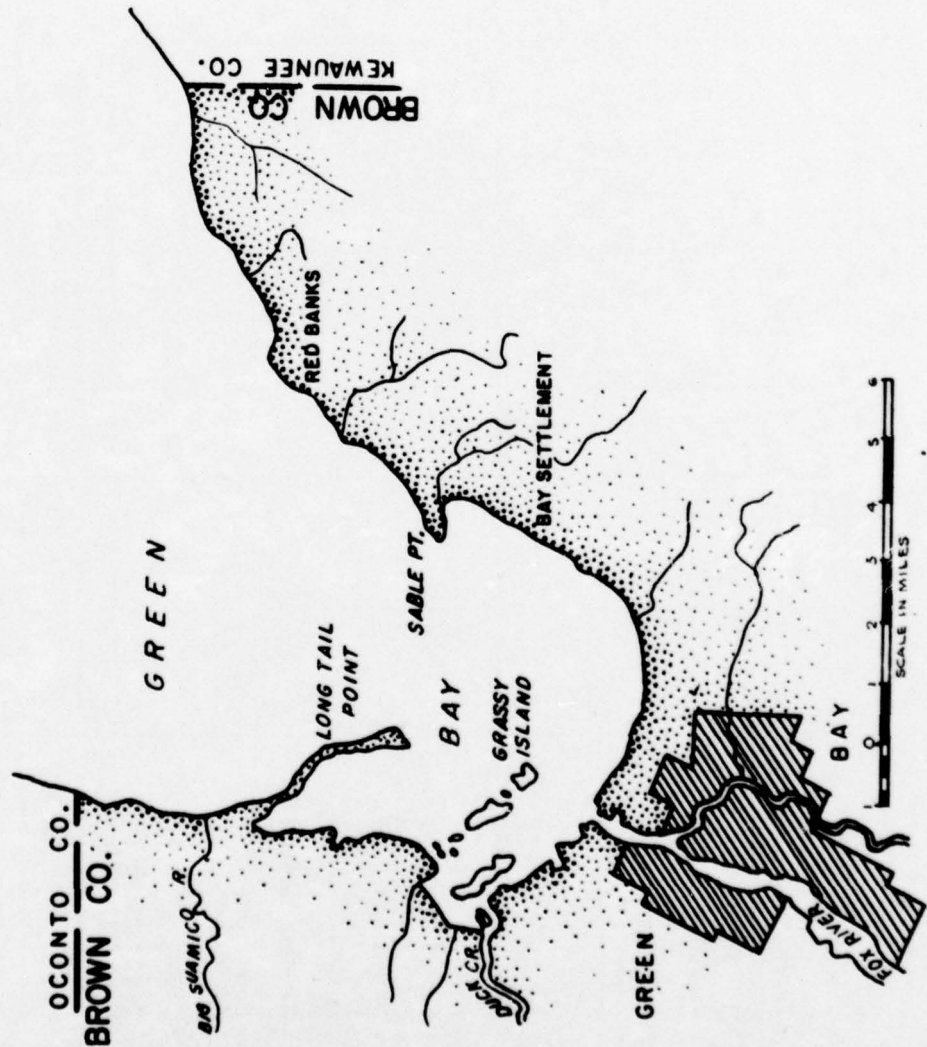 OCONTO CO.
BROWN CO.
BIG SUAMICO R.
GREEN
LONG TAIL
POINT
SABLE PT.
BAY
GRASSY
ISLAND
DUCK CR.
RED BANKS
BAY SETTLEMENT
BROWN CO
KEWAUNEE CO.
GREEN
BAY
FOX RIVER
1 0 1 2 3 4 5 6
SCALE IN MILES